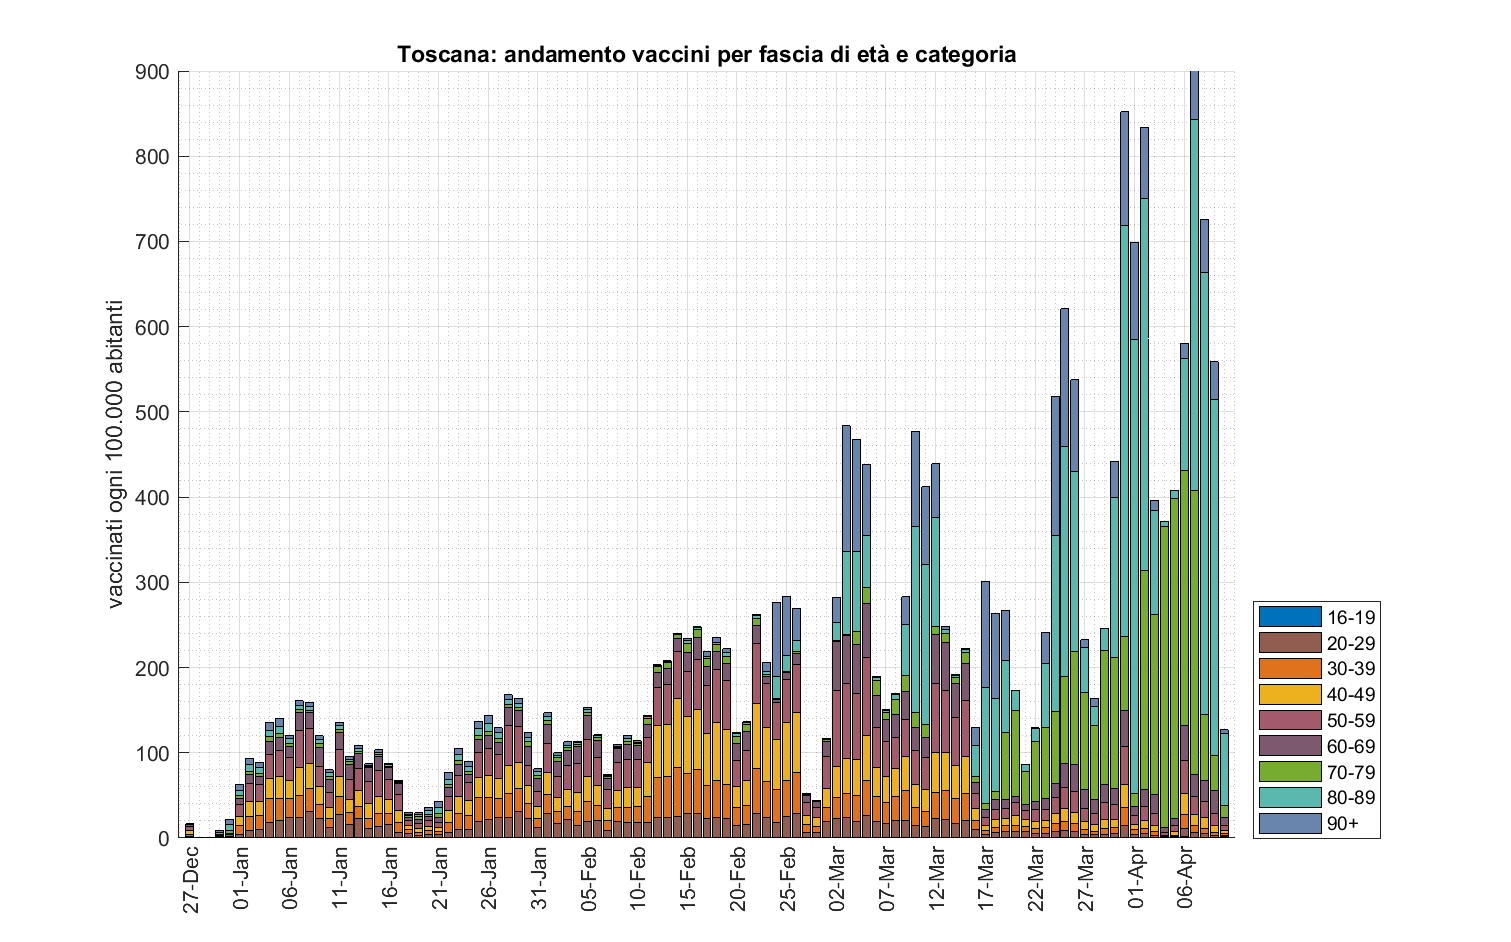 Toscana: andamento vaccini per fascia di età e categoria
vaccinati ogni 100.000 abitanti
900
800
700
600
500
400
300
200
100
0
27-Dec
01-Jan
06-Jan
11-Jan
16-Jan
21-Jan
26-Jan
31-Jan
05-Feb
10-Feb
15-Feb
20-Feb
25-Feb
02-Mar
07-Mar
12-Mar
17-Mar
22-Mar
27-Mar
01-Apr
06-Apr
16-19
20-29
30-39
40-49
50-59
60-69
70-79
80-89
90+